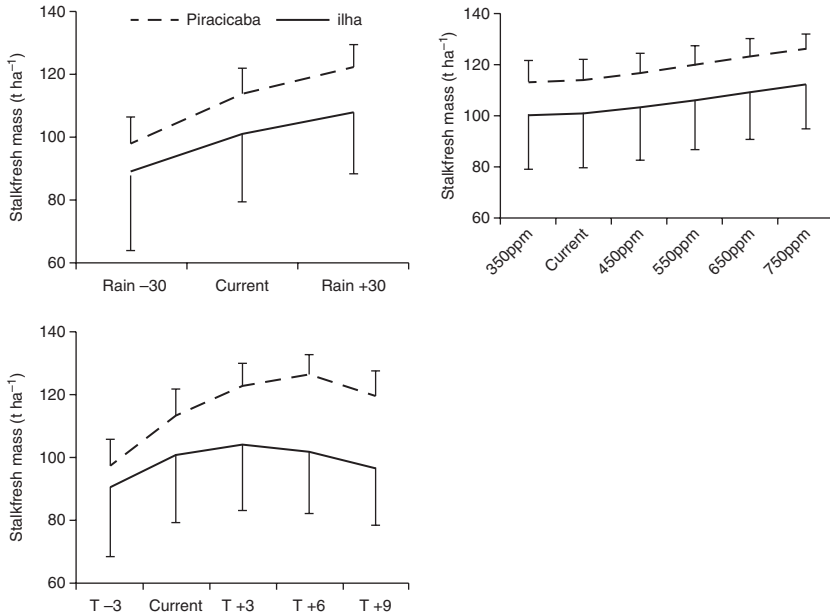 Piracicaba ilha
Stalkfresh mass (t ha⁻¹)
140
120
100
80
60
Rain –30 Current Rain +30
Stalkfresh mass (t ha⁻¹)
140
120
100
80
60
350ppm Current 450ppm 550ppm 650ppm 750ppm
Stalkfresh mass (t ha⁻¹)
140
120
100
80
60
T –3 Current T +3 T +6 T +9